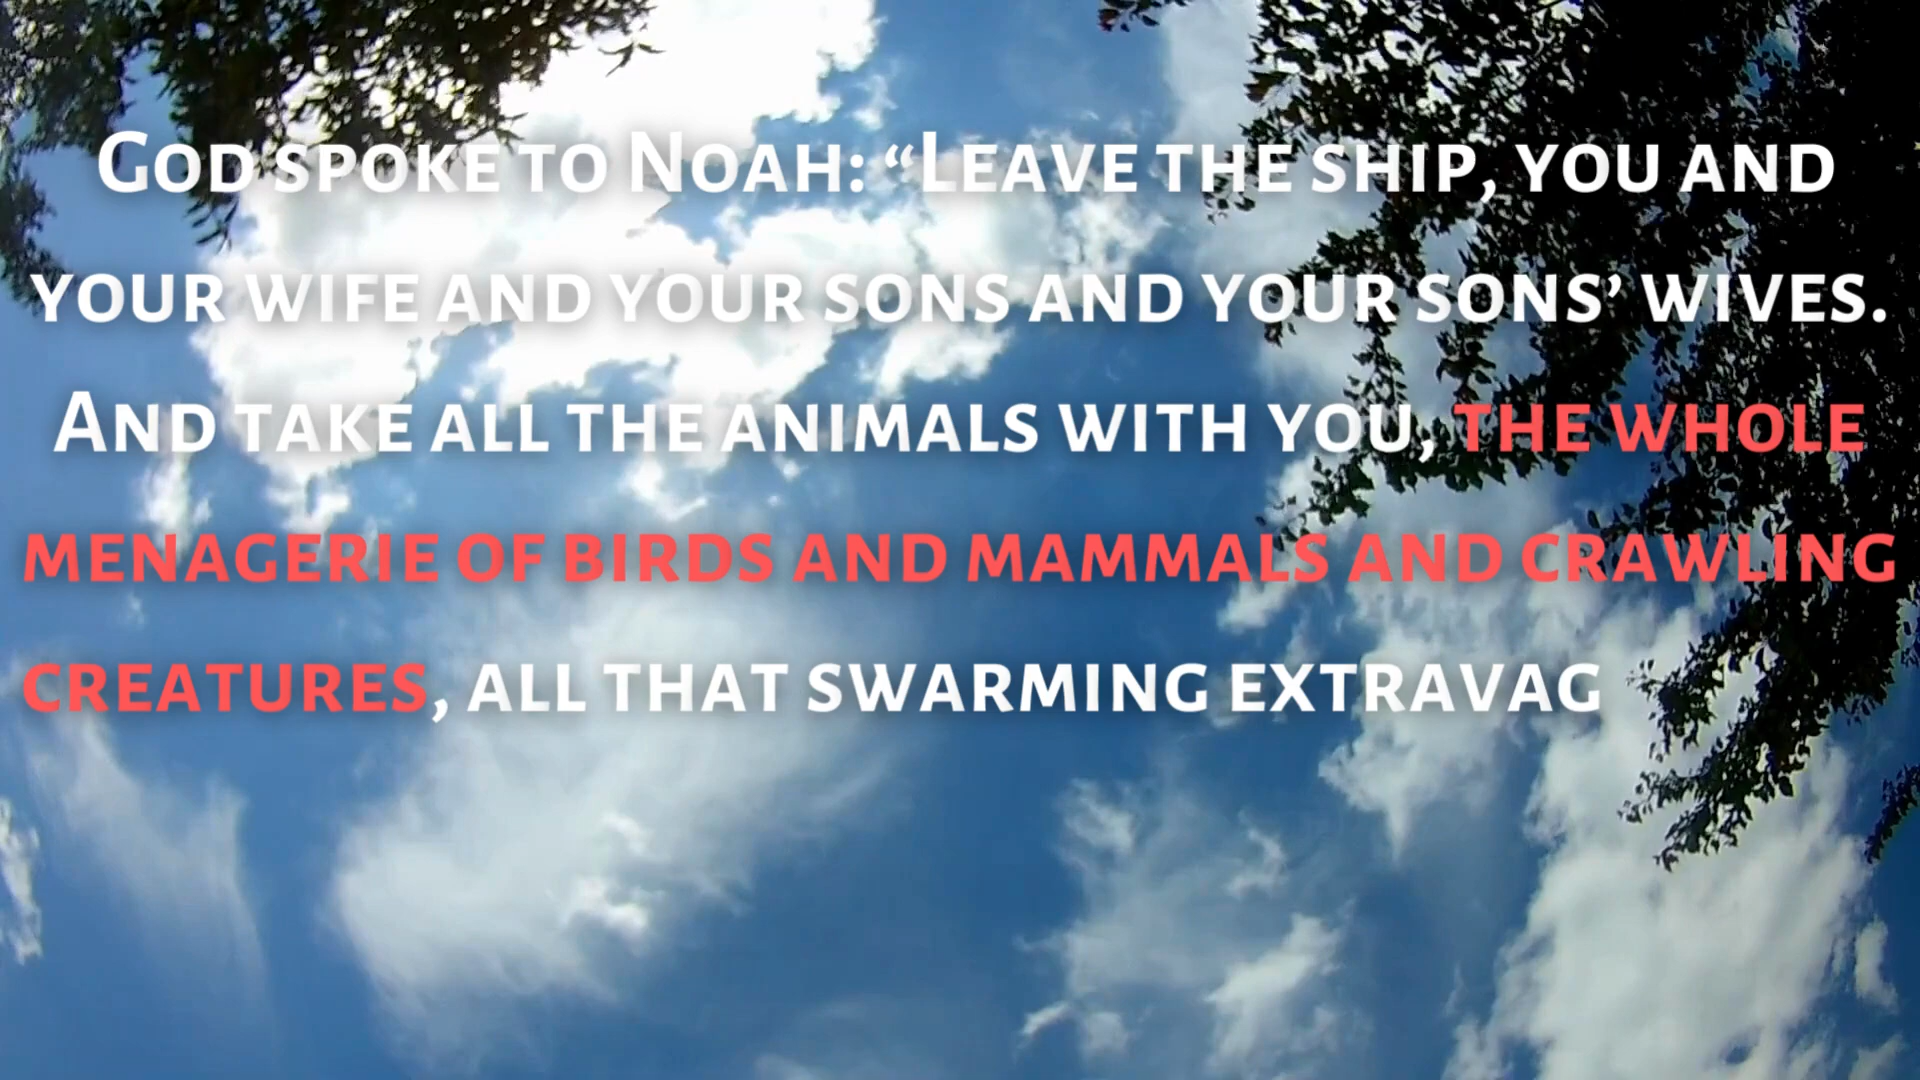 God spoke to Noah: “Leave the ship, you and
your wife and your sons and your sons’ wives.
And take all the animals with you, the whole
menagerie of birds and mammals and crawling
creatures, all that swarming extravag